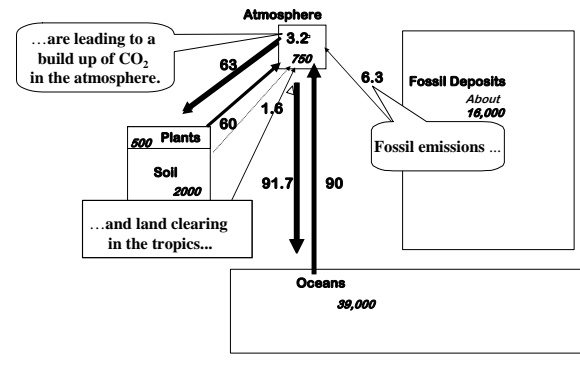 Atmosphere
…are leading to a
build up of CO2
in the atmosphere.
3.2
750
63
6.3
Fossil Deposits
About
16,000
1.6
60
500 Plants
Soil
2000
Fossil emissions ...
91.7
90
…and land clearing
in the tropics...
Oceans
39,000